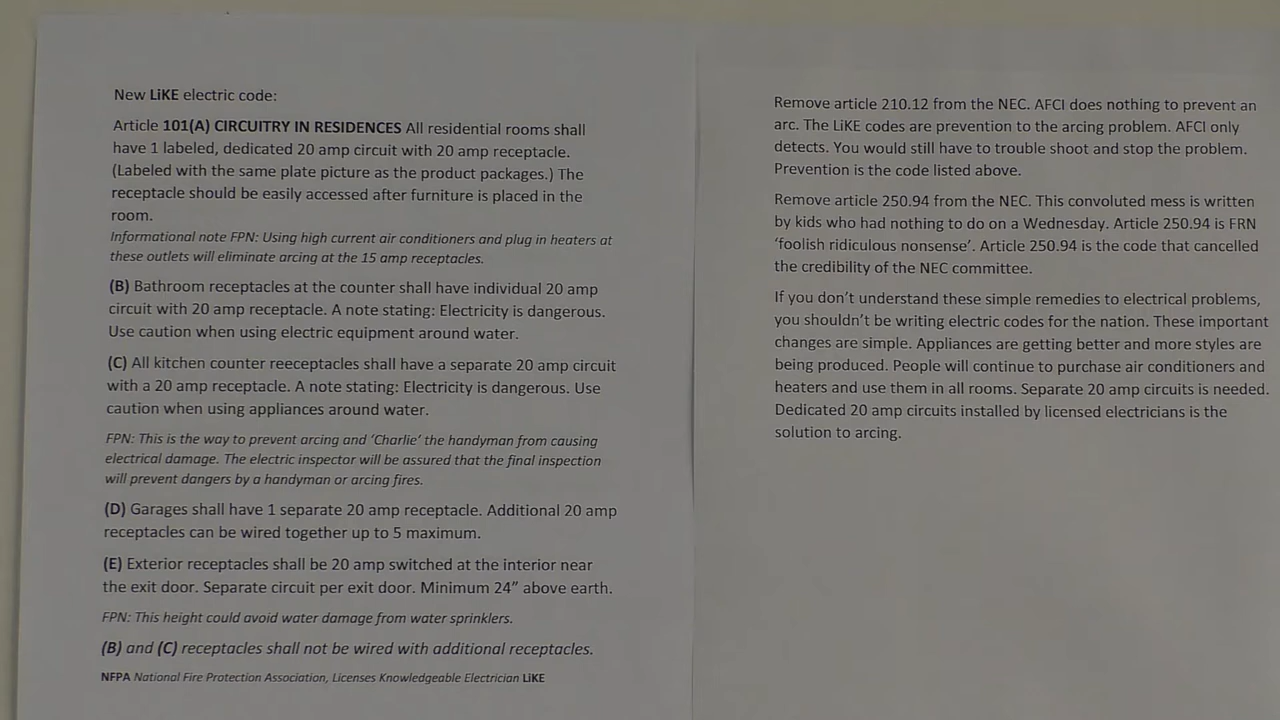 New LiKE electric code:
Article 101(A) CIRCUITRY IN RESIDENCES All residential rooms shall
have 1 labeled, dedicated 20 amp circuit with 20 amp receptacle.
(Labeled with the same plate picture as the product packages.) The
receptacle should be easily accessed after furniture is placed in the
room.
Informational note FPN: Using high current air conditioners and plug in heaters at
these outlets will eliminate arcing at the 15 amp receptacles.
(B) Bathroom receptacles at the counter shall have individual 20 amp
circuit with 20 amp receptacle. A note stating: Electricity is dangerous.
Use caution when using electric equipment around water.
(C) All kitchen counter reeceptacles shall have a separate 20 amp circuit
with a 20 amp receptacle. A note stating: Electricity is dangerous. Use
caution when using appliances around water.
FPN: This is the way to prevent arcing and ‘Charlie’ the handyman from causing
electrical damage. The electric inspector will be assured that the final inspection
will prevent dangers by a handyman or arcing fires.
(D) Garages shall have 1 separate 20 amp receptacle. Additional 20 amp
receptacles can be wired together up to 5 maximum.
(E) Exterior receptacles shall be 20 amp switched at the interior near
the exit door. Separate circuit per exit door. Minimum 24” above earth.
FPN: This height could avoid water damage from water sprinklers.
(B) and (C) receptacles shall not be wired with additional receptacles.
NFPA National Fire Protection Association, Licenses Knowledgeable Electrician LiKE
Remove article 210.12 from the NEC. AFCI does nothing to prevent an
arc. The LiKE codes are prevention to the arcing problem. AFCI only
detects. You would still have to trouble shoot and stop the problem.
Prevention is the code listed above.
Remove article 250.94 from the NEC. This convoluted mess is written
by kids who had nothing to do on a Wednesday. Article 250.94 is FRN
‘foolish ridiculous nonsense’. Article 250.94 is the code that cancelled
the credibility of the NEC committee.
If you don’t understand these simple remedies to electrical problems,
you shouldn’t be writing electric codes for the nation. These important
changes are simple. Appliances are getting better and more styles are
being produced. People will continue to purchase air conditioners and
heaters and use them in all rooms. Separate 20 amp circuits is needed.
Dedicated 20 amp circuits installed by licensed electricians is the
solution to arcing.